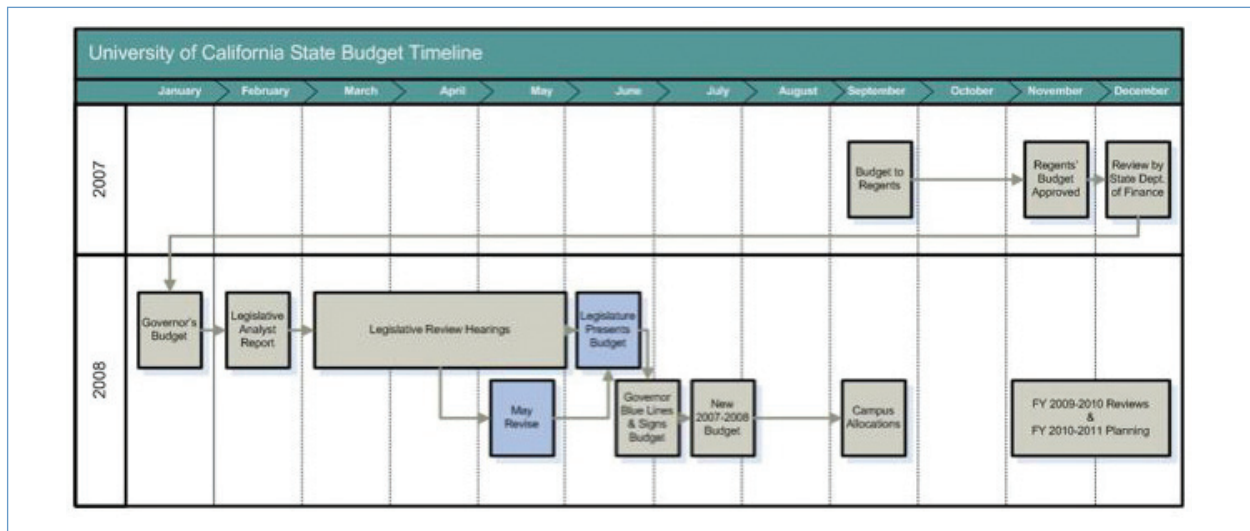 University of California State Budget Timeline
January February March April May June July August September October November December
2007
Budget to
Regents
Regents'
Budget
Approved
Review by
State Dept.
of Finance
2008
Governor's
Budget
Legislative
Analyst
Report
Legislative Review Hearings
Legislature
Presents
Budget
May
Revise
Governor
Blue Lines
& Signs
Budget
New
2007-2008
Budget
Campus
Allocations
FY 2009-2010 Reviews
&
FY 2010-2011 Planning